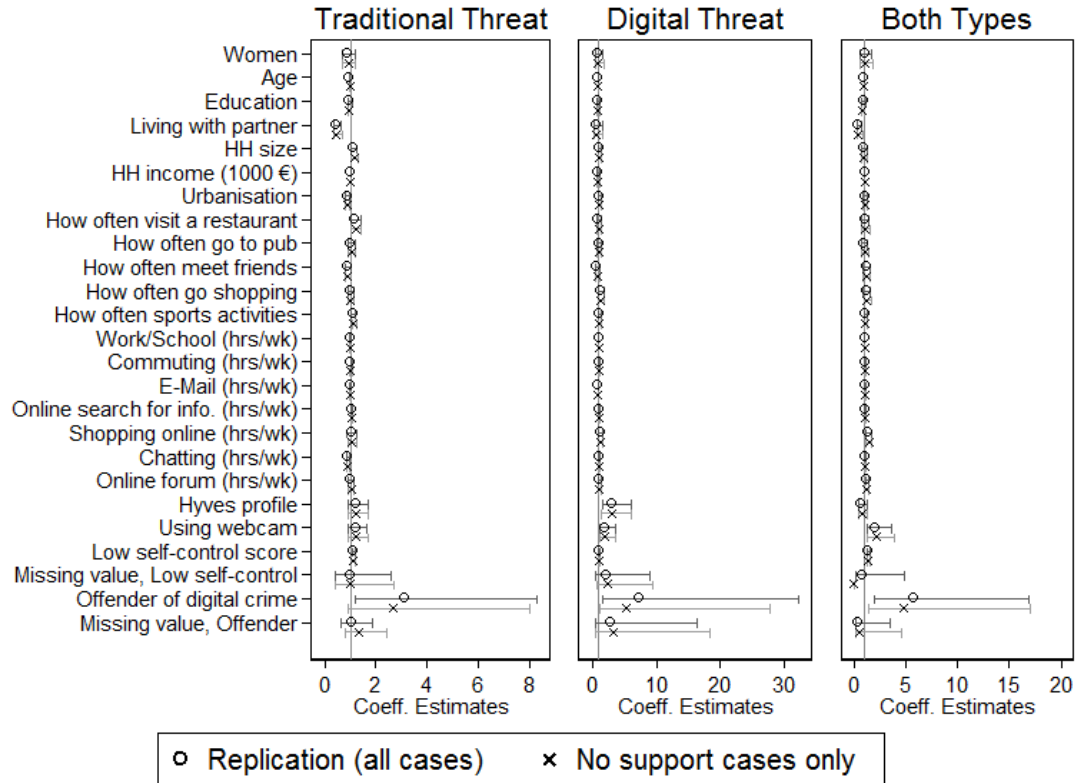 Traditional Threat Digital Threat Both Types
Women
Age
Education
Living with partner
HH size
HH income (1000 €)
Urbanisation
How often visit a restaurant
How often go to pub
How often meet friends
How often go shopping
How often sports activities
Work/School (hrs/wk)
Commuting (hrs/wk)
E-Mail (hrs/wk)
Online search for info. (hrs/wk)
Shopping online (hrs/wk)
Chatting (hrs/wk)
Online forum (hrs/wk)
Hyves profile
Using webcam
Low self-control score
Missing value, Low self-control
Offender of digital crime
Missing value, Offender
0 2 4 6 8 0 10 20 30 0 5 10 15 20
Coeff. Estimates Coeff. Estimates Coeff. Estimates
Replication (all cases) No support cases only